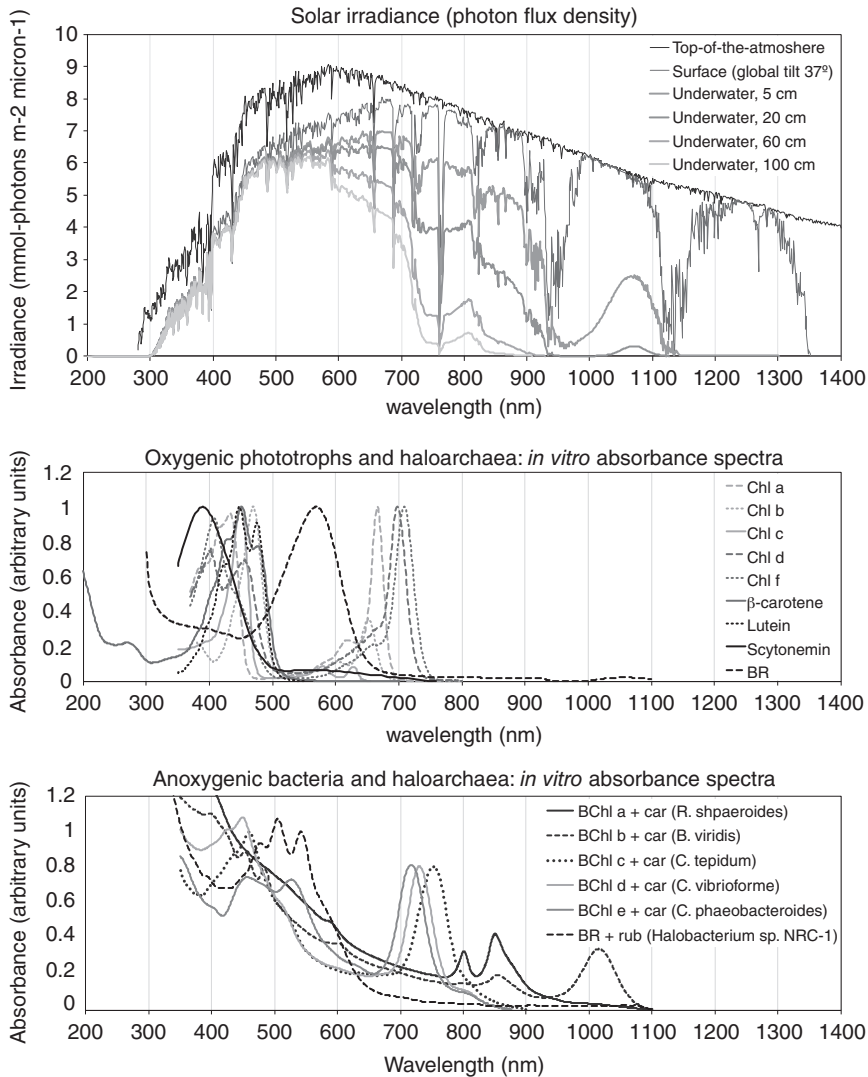 Solar irradiance (photon flux density)
Irradiance (mmol-photons m-2 micron-1)
10
9
8
7
6
5
4
3
2
1
0
Top-of-the-atmoshere
Surface (global tilt 37º)
Underwater, 5 cm
Underwater, 20 cm
Underwater, 60 cm
Underwater, 100 cm
200 300 400 500 600 700 800 900 1000 1100 1200 1300 1400
wavelength (nm)
Oxygenic phototrophs and haloarchaea: in vitro absorbance spectra
Absorbance (arbitrary units)
1.2
1
0.8
0.6
0.4
0.2
0
Chl a
Chl b
Chl c
Chl d
Chl f
β-carotene
Lutein
Scytonemin
BR
200 300 400 500 600 700 800 900 1000 1100 1200 1300 1400
wavelength (nm)
Anoxygenic bacteria and haloarchaea: in vitro absorbance spectra
Absorbance (arbitrary units)
1.2
1
0.8
0.6
0.4
0.2
0
BChl a + car (R. shpaeroides)
BChl b + car (B. viridis)
BChl c + car (C. tepidum)
BChl d + car (C. vibrioforme)
BChl e + car (C. phaeobacteroides)
BR + rub (Halobacterium sp. NRC-1)
200 300 400 500 600 700 800 900 1000 1100 1200 1300 1400
Wavelength (nm)